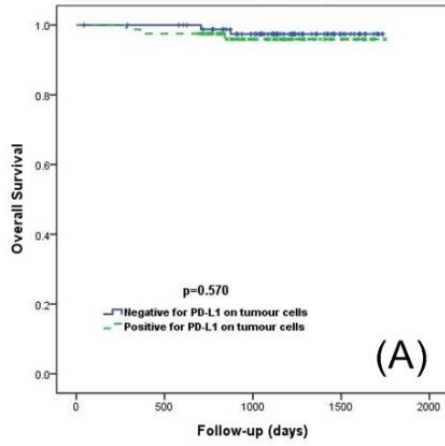 1.0
0.8
0.6
0.4
0.2
0.0
Overall Survival
p=0.570
Negative for PD-L1 on tumour cells
Positive for PD-L1 on tumour cells
(A)
0 500 1000 1500 2000
Follow-up (days)